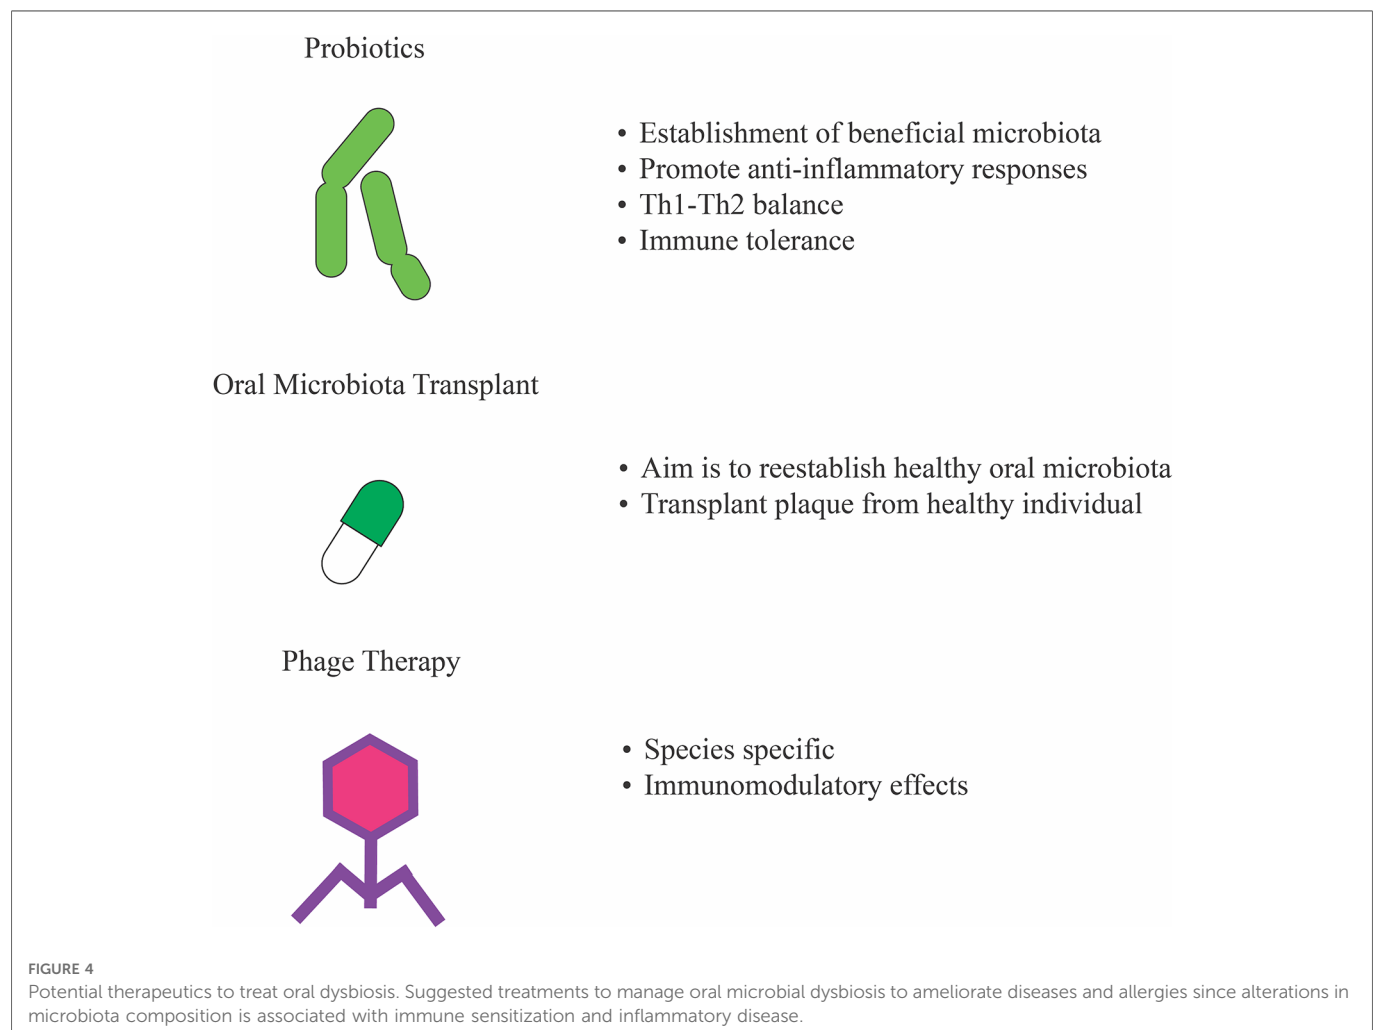 Probiotics
• Establishment of beneficial microbiota
• Promote anti-inflammatory responses
• Th1-Th2 balance
• Immune tolerance
Oral Microbiota Transplant
• Aim is to reestablish healthy oral microbiota
• Transplant plaque from healthy individual
Phage Therapy
• Species specific
• Immunomodulatory effects
FIGURE 4
Potential therapeutics to treat oral dysbiosis. Suggested treatments to manage oral microbial dysbiosis to ameliorate diseases and allergies since alterations in
microbiota composition is associated with immune sensitization and inflammatory disease.